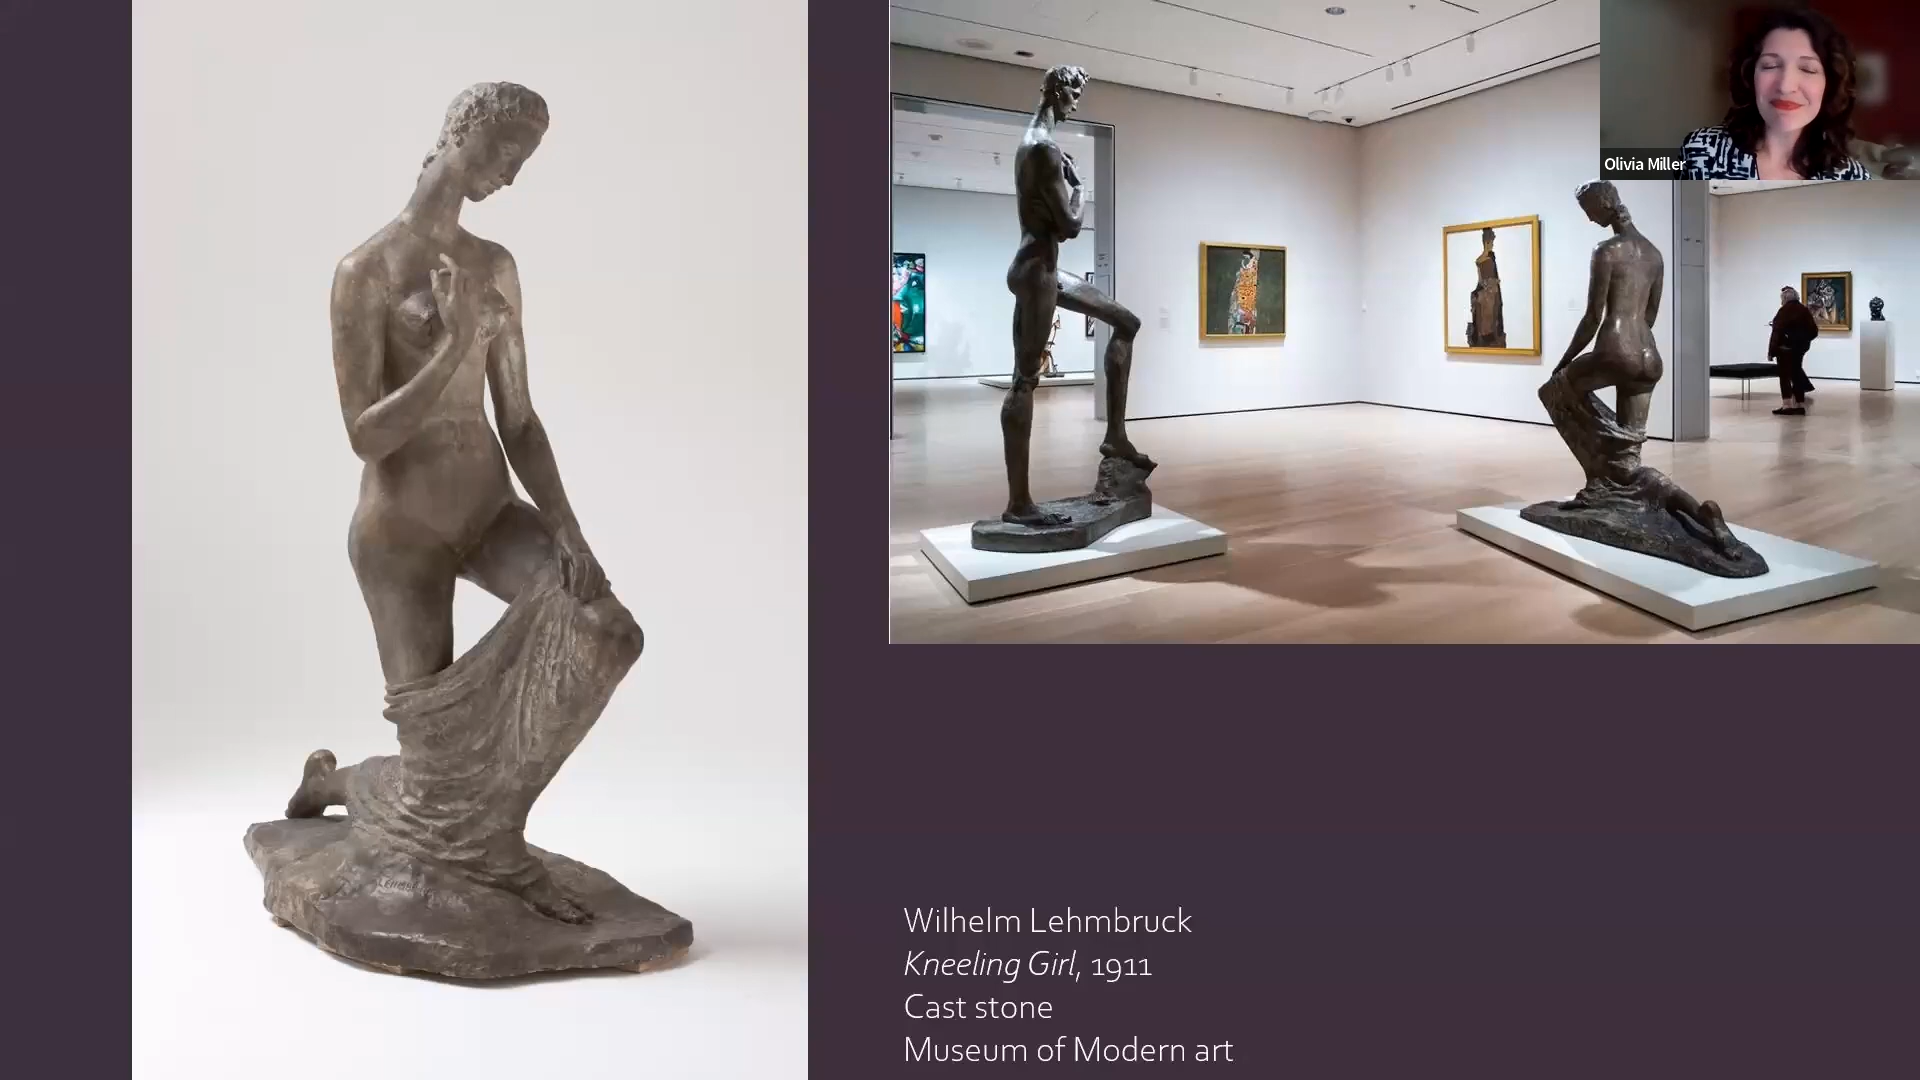 Olivia Miller
Wilhelm Lehmbruck
Kneeling Girl, 1911
Cast stone
Museum of Modern art